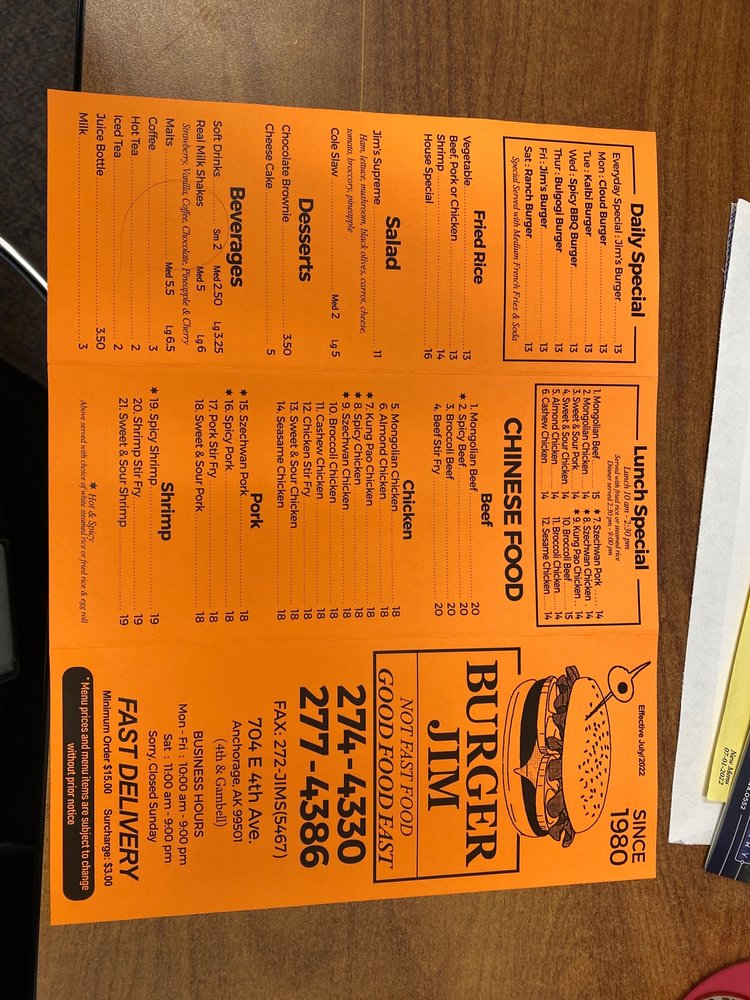 Daily Special
Everyday Special : Jim's Burger 13
Mon : Cloud Burger 13
Tue : Kalbi Burger 13
Wed : Spicy BBQ Burger 13
Thur : Bulgogi Burger 13
Fri : Jim's Burger 13
Sat : Ranch Burger 13
Special Served with Medium French Fries & Soda
Fried Rice
Vegetable 13
Beef, Pork or Chicken 13
Shrimp 14
House Special 16
Salad
Jim's Supreme 11
Ham, lettuce, mushroom, black olives, carrot, cheese,
tomato, broccory, pineapple
Cole Slaw Med 2 Lg 5
Desserts
Chocolate Brownie 3.50
Cheese Cake 5
Beverages
Soft Drinks Sm 2 Med 2.50 Lg 3.25
Real Milk Shakes Med 5 Lg 6
Strawberry, Vanilla, Coffee, Chocolate, Pineapple & Cherry
Malts Med 5.5 Lg 6.5
Coffee 3
Hot Tea 2
Iced Tea 2
Juice Bottle 3.50
Milk 3
Lunch Special
Lunch 10 am - 2:30 pm
Served with fried rice or steamed rice
Dinner served 2:30 pm - 9:00 pm
1. Mongolian Beef 15
2. Mongolian Chicken 14
3. Sweet & Sour Pork 14
4. Sweet & Sour Chicken 14
5. Almond Chicken 14
6. Cashew Chicken 14
* 7. Szechwan Pork 14
* 8. Szechwan Chicken 14
* 9. Kung Pao Chicken 14
10. Broccoli Beef 15
11. Broccoli Chicken 14
12. Sesame Chicken 14
CHINESE FOOD
Beef
1. Mongolian Beef 20
* 2. Spicy Beef 20
3. Broccoli Beef 20
4. Beef Stir Fry 20
Chicken
5. Mongolian Chicken 18
6. Almond Chicken 18
* 7. Kung Pao Chicken 18
* 8. Spicy Chicken 18
* 9. Szechwan Chicken 18
10. Broccoli Chicken 18
11. Cashew Chicken 18
12. Chicken Stir Fry 18
13. Sweet & Sour Chicken 18
14. Seasame Chicken 18
Pork
* 15. Szechwan Pork 18
* 16. Spicy Pork 18
17. Pork Stir Fry 18
18. Sweet & Sour Pork 18
Shrimp
* 19. Spicy Shrimp 19
20. Shrimp Stir Fry 19
21. Sweet & Sour Shrimp 19
* Hot & Spicy
Above served with choice of white steamed rice or fried rice & egg roll
Effective July/2022
SINCE
1980
BURGER
JIM
NOT FAST FOOD
GOOD FOOD FAST
274-4330
277-4386
FAX: 272-JIMS(5467)
704 E 4th Ave.
Anchorage, AK 99501
(4th & Gambell)
BUSINESS HOURS
Mon - Fri : 10:00 am - 9:00 pm
Sat : 11:00 am - 9:00 pm
Sorry, Closed Sunday
FAST DELIVERY
Minimum Order $15.00 Surcharge: $3.00
* Menu prices and menu items are subject to change
without prior notice
New Menu
07-01-2022